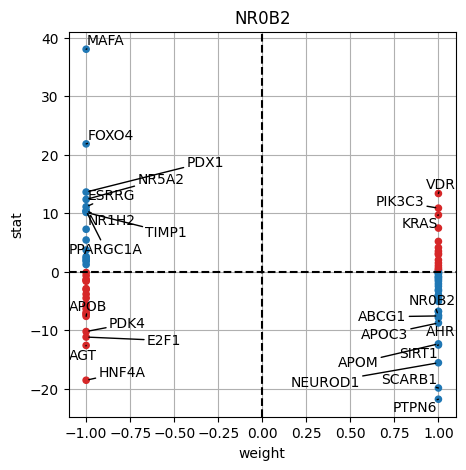 NR0B2
MAFA
FOXO4
PDX1
NR5A2
ESRRG
NR1H2
TIMP1
PPARGC1A
VDR
PIK3C3
KRAS
APOB
PDK4
E2F1
AGT
HNF4A
NR0B2
ABCG1
APOC3
AHR
SIRT1
APOM
NEUROD1
SCARB1
PTPN6
stat
40
30
20
10
0
−10
−20
−1.00 −0.75 −0.50 −0.25 0.00 0.25 0.50 0.75 1.00
weight